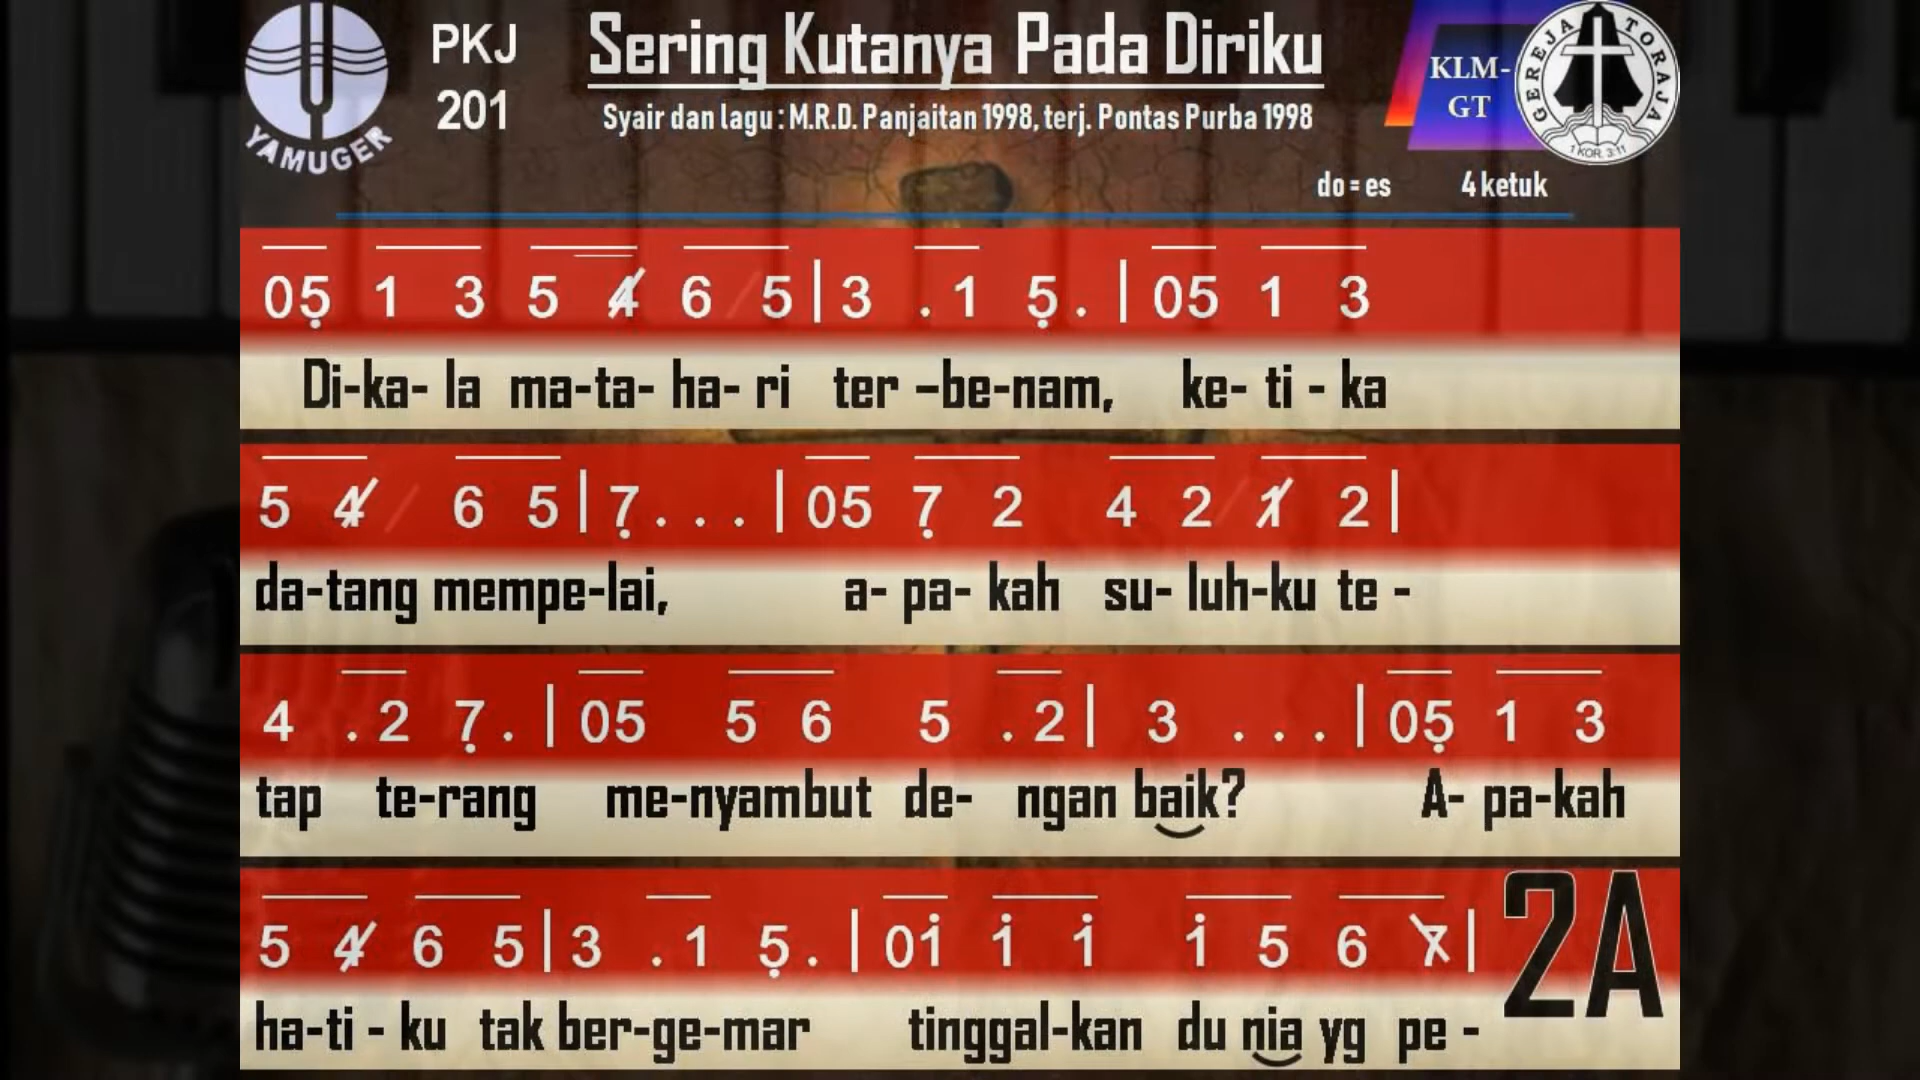 YAMUGER
PKJ
201
Sering Kutanya Pada Diriku
Syair dan lagu : M.R.D. Panjaitan 1998, terj. Pontas Purba 1998
KLM-
GT
GEREJA TORAJA
1 KOR. 3:11
do = es 4 ketuk
05̣ 1 3 5 4̸ 6 5 | 3 . 1 5̣ . | 05 1 3
Di-ka- la ma-ta- ha- ri ter –be-nam, ke- ti - ka
5 4̸ 6 5 | 7̣ . . . | 05 7̣ 2 4 2 1̸ 2 |
da-tang mempe-lai, a- pa- kah su- luh-ku te -
4 . 2 7̣ . | 05 5 6 5 . 2 | 3 . . . | 05̣ 1 3
tap te-rang me-nyambut de- ngan baik? A- pa-kah
5 4̸ 6 5 | 3 . 1 5̣ . | 01̇ 1̇ 1̇ 1̇ 5 6 7⃥ |
ha-ti - ku tak ber-ge-mar tinggal-kan du nia yg pe -
2A